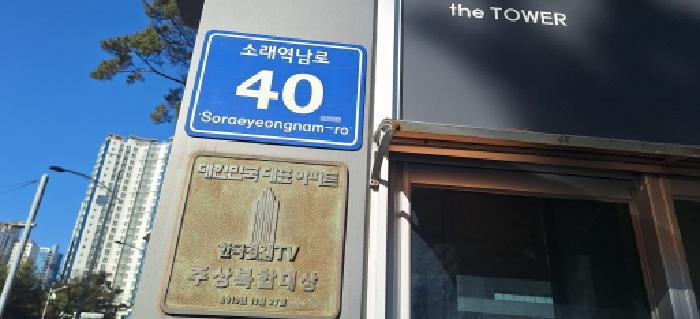 the TOWER
소래역남로
40
Soraeyeongnam-ro
대한민국 대표 아파트
한국경제TV
주상복합대상